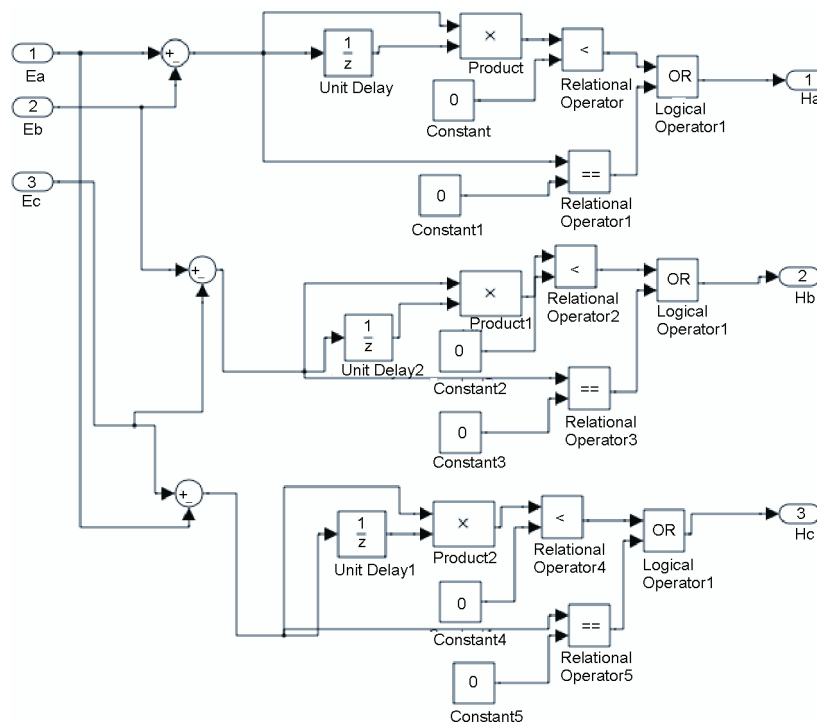 1
Ea
2
Eb
3
Ec
+
−
1
z
Unit Delay
×
Product
0
Constant
<
Relational
Operator
OR
Logical
Operator1
1
Ha
0
Constant1
==
Relational
Operator1
+
−
1
z
Unit Delay2
×
Product1
0
Constant2
<
Relational
Operator2
OR
Logical
Operator1
2
Hb
0
Constant3
==
Relational
Operator3
+
−
1
z
Unit Delay1
×
Product2
0
Constant4
<
Relational
Operator4
OR
Logical
Operator1
3
Hc
0
Constant5
==
Relational
Operator5